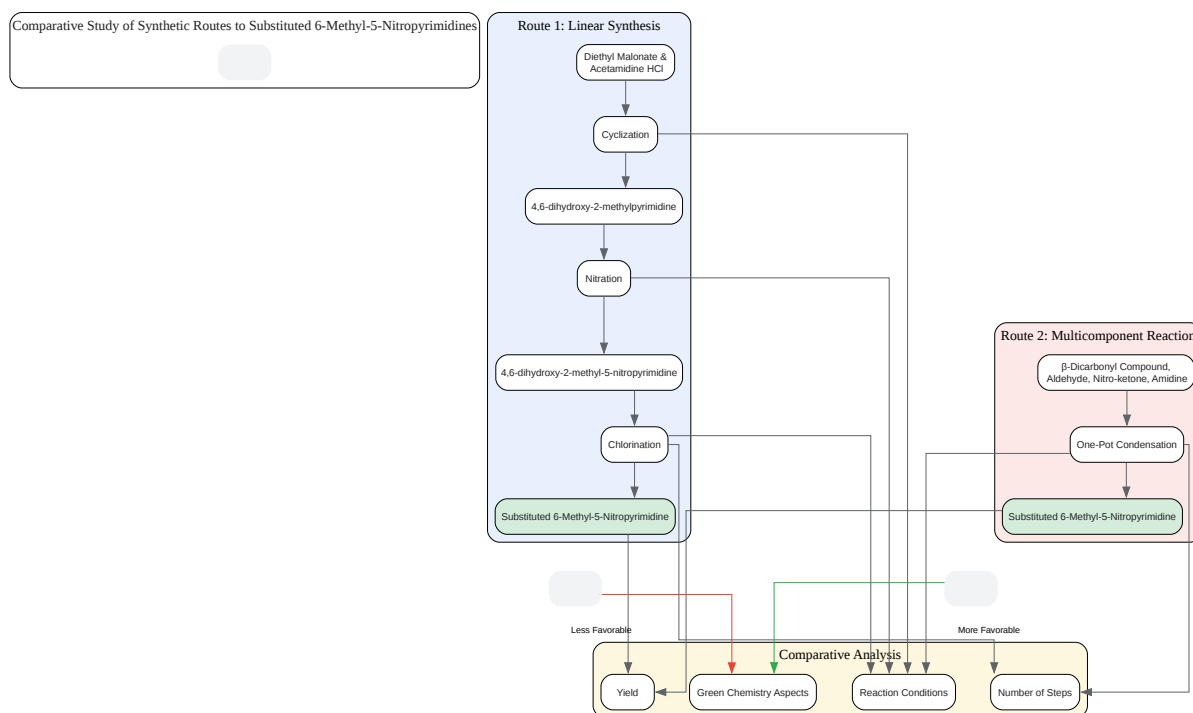 Comparative Study of Synthetic Routes to Substituted 6-Methyl-5-Nitropyrimidines
Route 1: Linear Synthesis
Diethyl Malonate &
Acetamidine HCl
Cyclization
4,6-dihydroxy-2-methylpyrimidine
Nitration
4,6-dihydroxy-2-methyl-5-nitropyrimidine
Chlorination
Substituted 6-Methyl-5-Nitropyrimidine
Route 2: Multicomponent Reaction
β-Dicarbonyl Compound,
Aldehyde, Nitro-ketone, Amidine
One-Pot Condensation
Substituted 6-Methyl-5-Nitropyrimidine
Less Favorable
More Favorable
Comparative Analysis
Yield
Green Chemistry Aspects
Reaction Conditions
Number of Steps